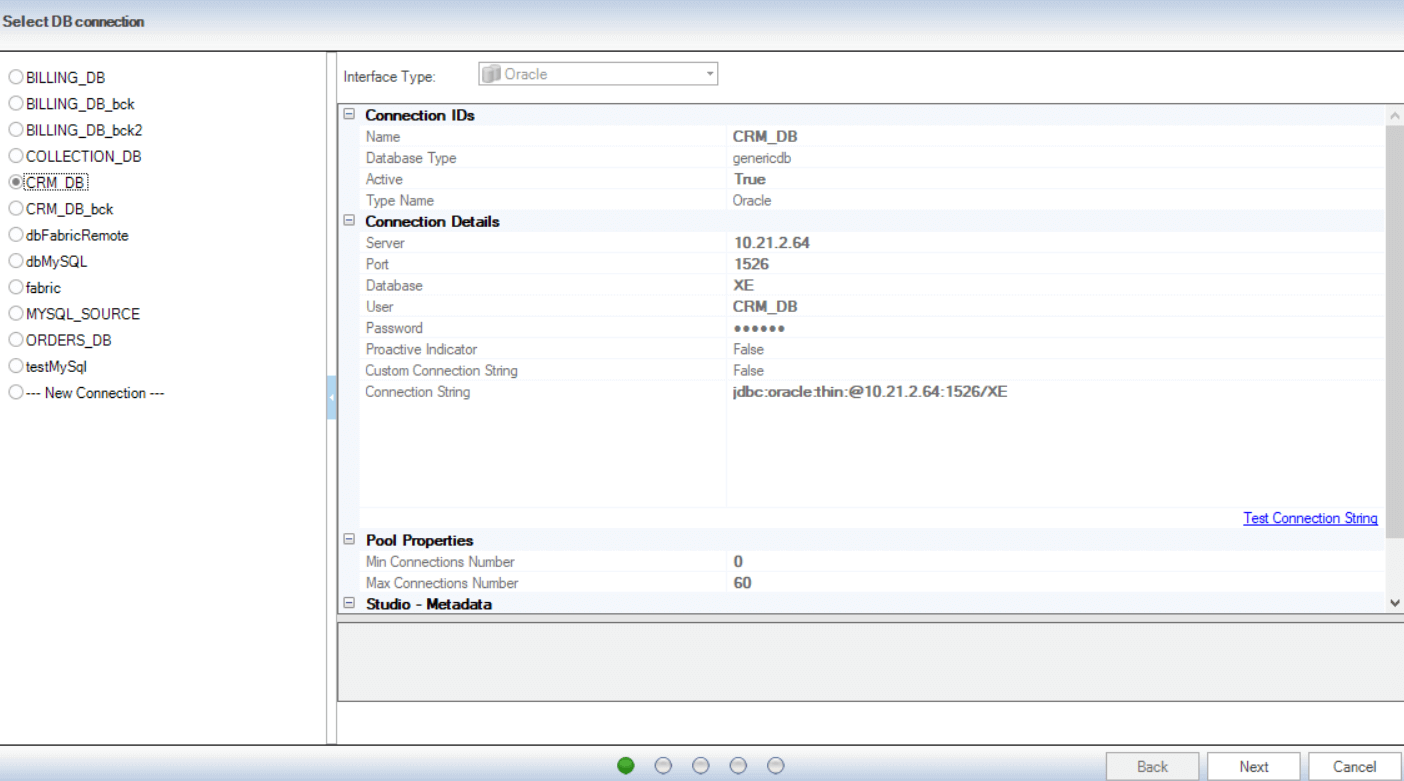 Select DB connection
BILLING_DB
BILLING_DB_bck
BILLING_DB_bck2
COLLECTION_DB
CRM_DB
CRM_DB_bck
dbFabricRemote
dbMySQL
fabric
MYSQL_SOURCE
ORDERS_DB
testMySql
--- New Connection ---
Interface Type: Oracle
Connection IDs
Name CRM_DB
Database Type genericdb
Active True
Type Name Oracle
Connection Details
Server 10.21.2.64
Port 1526
Database XE
User CRM_DB
Password ••••••
Proactive Indicator False
Custom Connection String False
Connection String jdbc:oracle:thin:@10.21.2.64:1526/XE
Test Connection String
Pool Properties
Min Connections Number 0
Max Connections Number 60
Studio - Metadata
Back Next Cancel